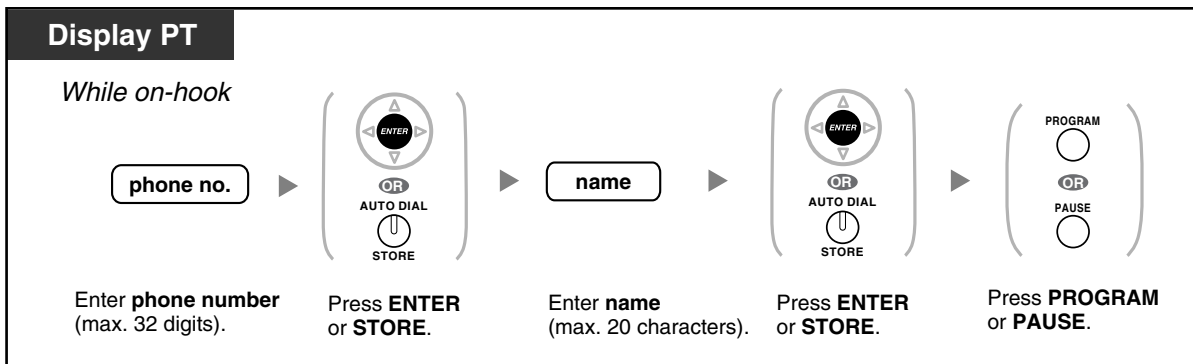 Display PT
While on-hook
phone no.
ENTER
OR
AUTO DIAL
STORE
name
ENTER
OR
AUTO DIAL
STORE
PROGRAM
OR
PAUSE
Enter phone number
(max. 32 digits).
Press ENTER
or STORE.
Enter name
(max. 20 characters).
Press ENTER
or STORE.
Press PROGRAM
or PAUSE.